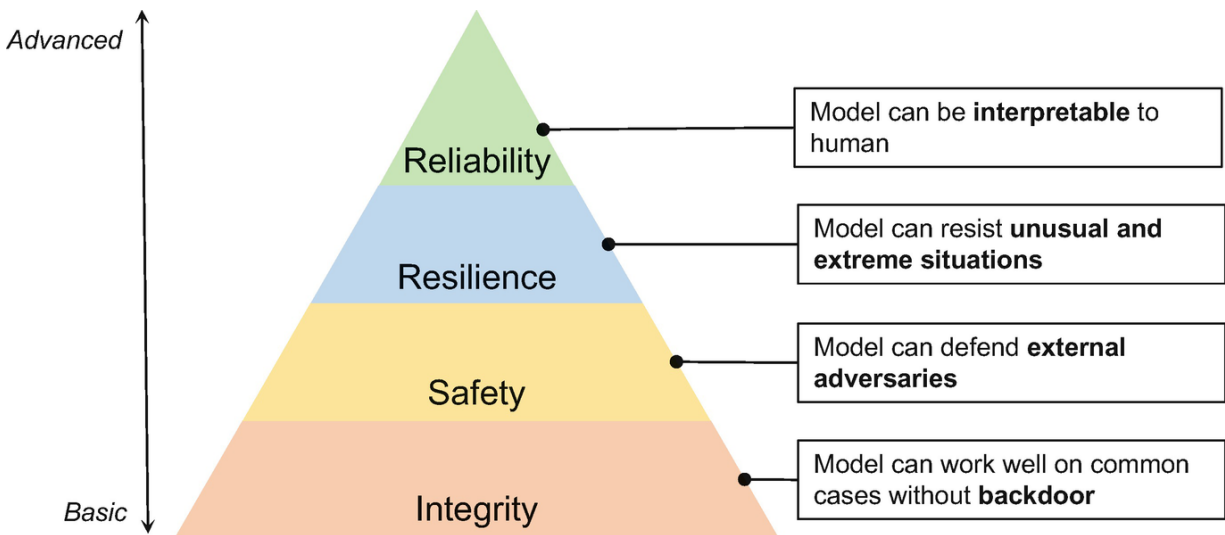 Advanced
Model can be interpretable to
human
Reliability
Model can resist unusual and
extreme situations
Resilience
Model can defend external
adversaries
Safety
Model can work well on common
cases without backdoor
Integrity
Basic